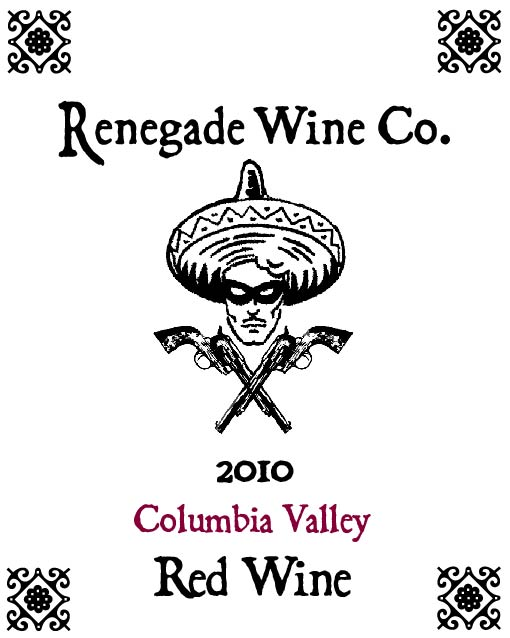 Renegade Wine Co.
2010
Columbia Valley
Red Wine